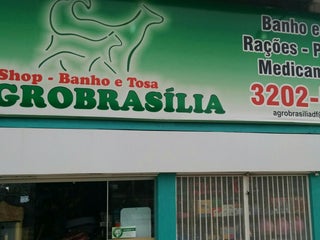 Shop - Banho e Tosa
GROBRASÍLIA
Banho e
Rações - P
Medican
3202-
agrobrasiliadf@